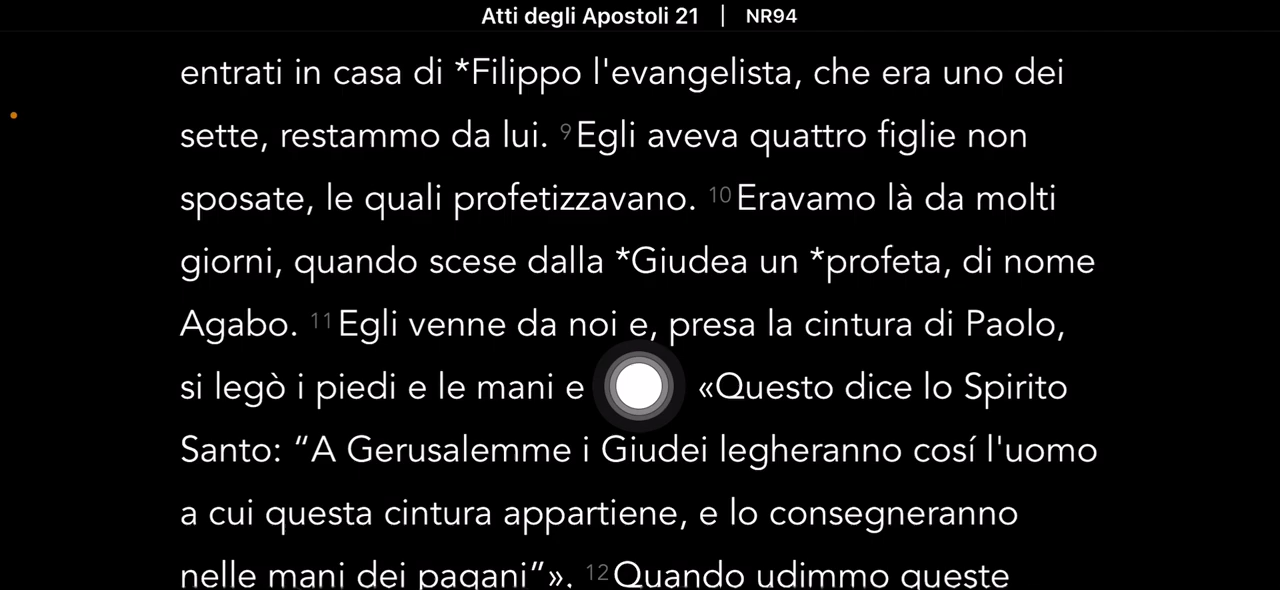 Atti degli Apostoli 21 | NR94
entrati in casa di *Filippo l'evangelista, che era uno dei
sette, restammo da lui. 9 Egli aveva quattro figlie non
sposate, le quali profetizzavano. 10 Eravamo là da molti
giorni, quando scese dalla *Giudea un *profeta, di nome
Agabo. 11 Egli venne da noi e, presa la cintura di Paolo,
si legò i piedi e le mani e «Questo dice lo Spirito
Santo: “A Gerusalemme i Giudei legheranno cosí l'uomo
a cui questa cintura appartiene, e lo consegneranno
nelle mani dei pagani”». 12 Quando udimmo queste